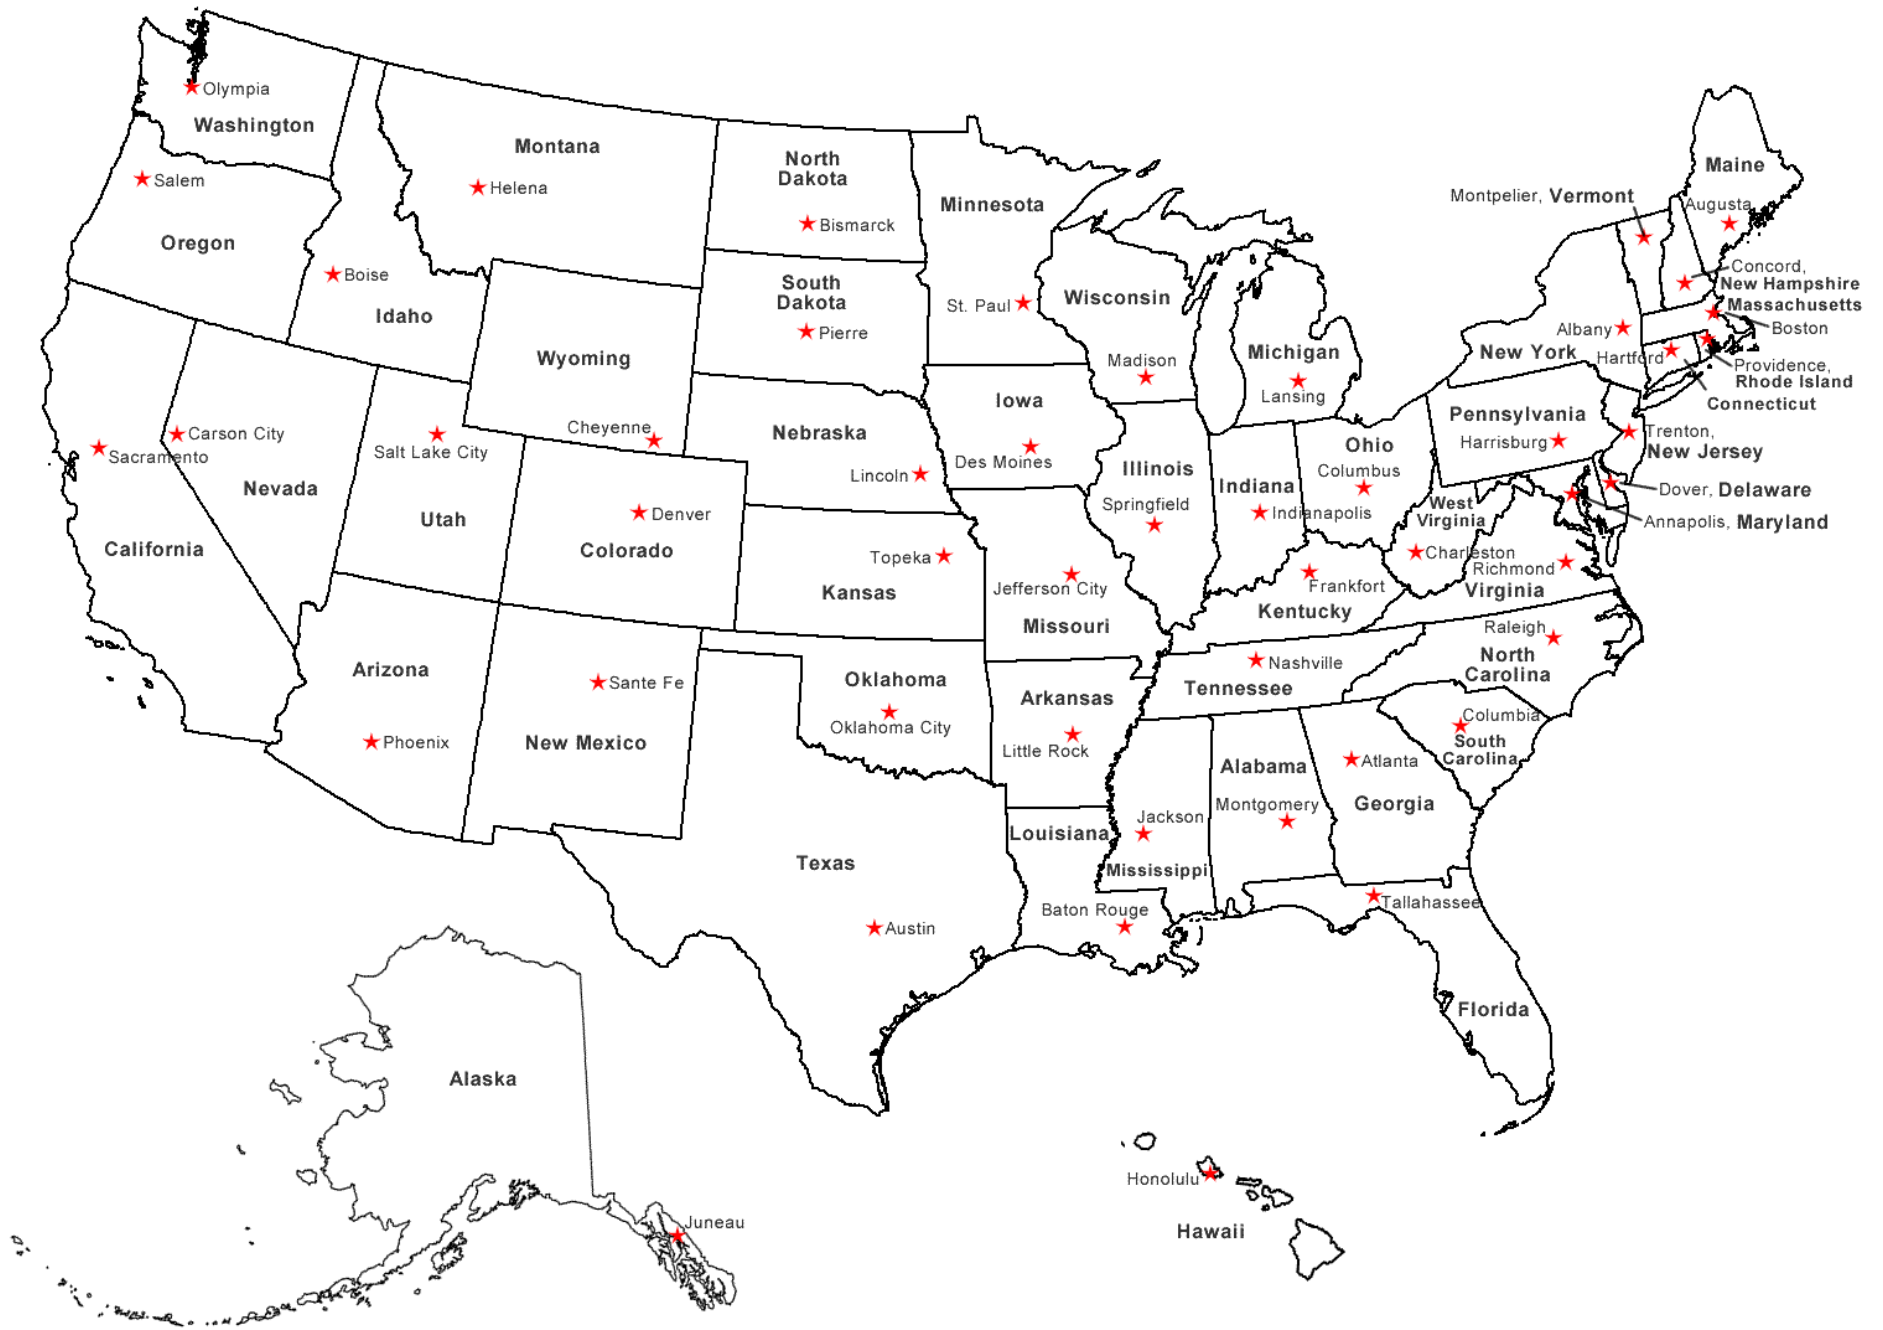 Olympia
Washington
Montana
North
Dakota
Minnesota
Maine
Salem
Helena
Montpelier, Vermont
Augusta
Oregon
Bismarck
Boise
Idaho
South
Dakota
St. Paul
Wisconsin
Concord,
New Hampshire
Massachusetts
Boston
Pierre
Wyoming
Madison
Michigan
Lansing
Albany
New York
Hartford
Providence,
Rhode Island
Connecticut
Iowa
Pennsylvania
Harrisburg
Trenton,
New Jersey
Cheyenne
Nebraska
Carson City
Sacramento
Salt Lake City
Lincoln
Des Moines
Illinois
Springfield
Indiana
Indianapolis
Ohio
Columbus
Nevada
Utah
Denver
Colorado
West
Virginia
Dover, Delaware
Annapolis, Maryland
California
Topeka
Kansas
Jefferson City
Missouri
Frankfort
Kentucky
Charleston
Richmond
Virginia
Arizona
Sante Fe
Oklahoma
Oklahoma City
Arkansas
Little Rock
Nashville
Tennessee
Raleigh
North
Carolina
Phoenix
New Mexico
Columbia
South
Carolina
Alabama
Montgomery
Atlanta
Georgia
Texas
Louisiana
Jackson
Mississippi
Austin
Baton Rouge
Tallahassee
Florida
Alaska
Juneau
Honolulu
Hawaii